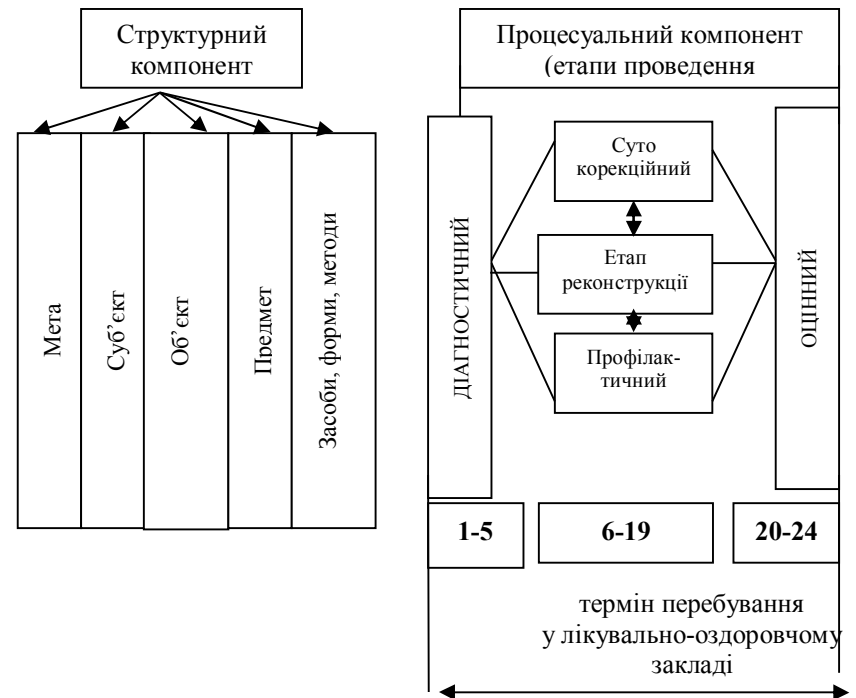 Структурний
компонент
Мета
Суб’єкт
Об’єкт
Предмет
Засоби, форми, методи
Процесуальний компонент
(етапи проведення
ДІАГНОСТИЧНИЙ
Суто
корекційний
Етап
реконструкції
Профілак-
тичний
ОЦІННИЙ
1-5
6-19
20-24
термін перебування
у лікувально-оздоровчому
закладі